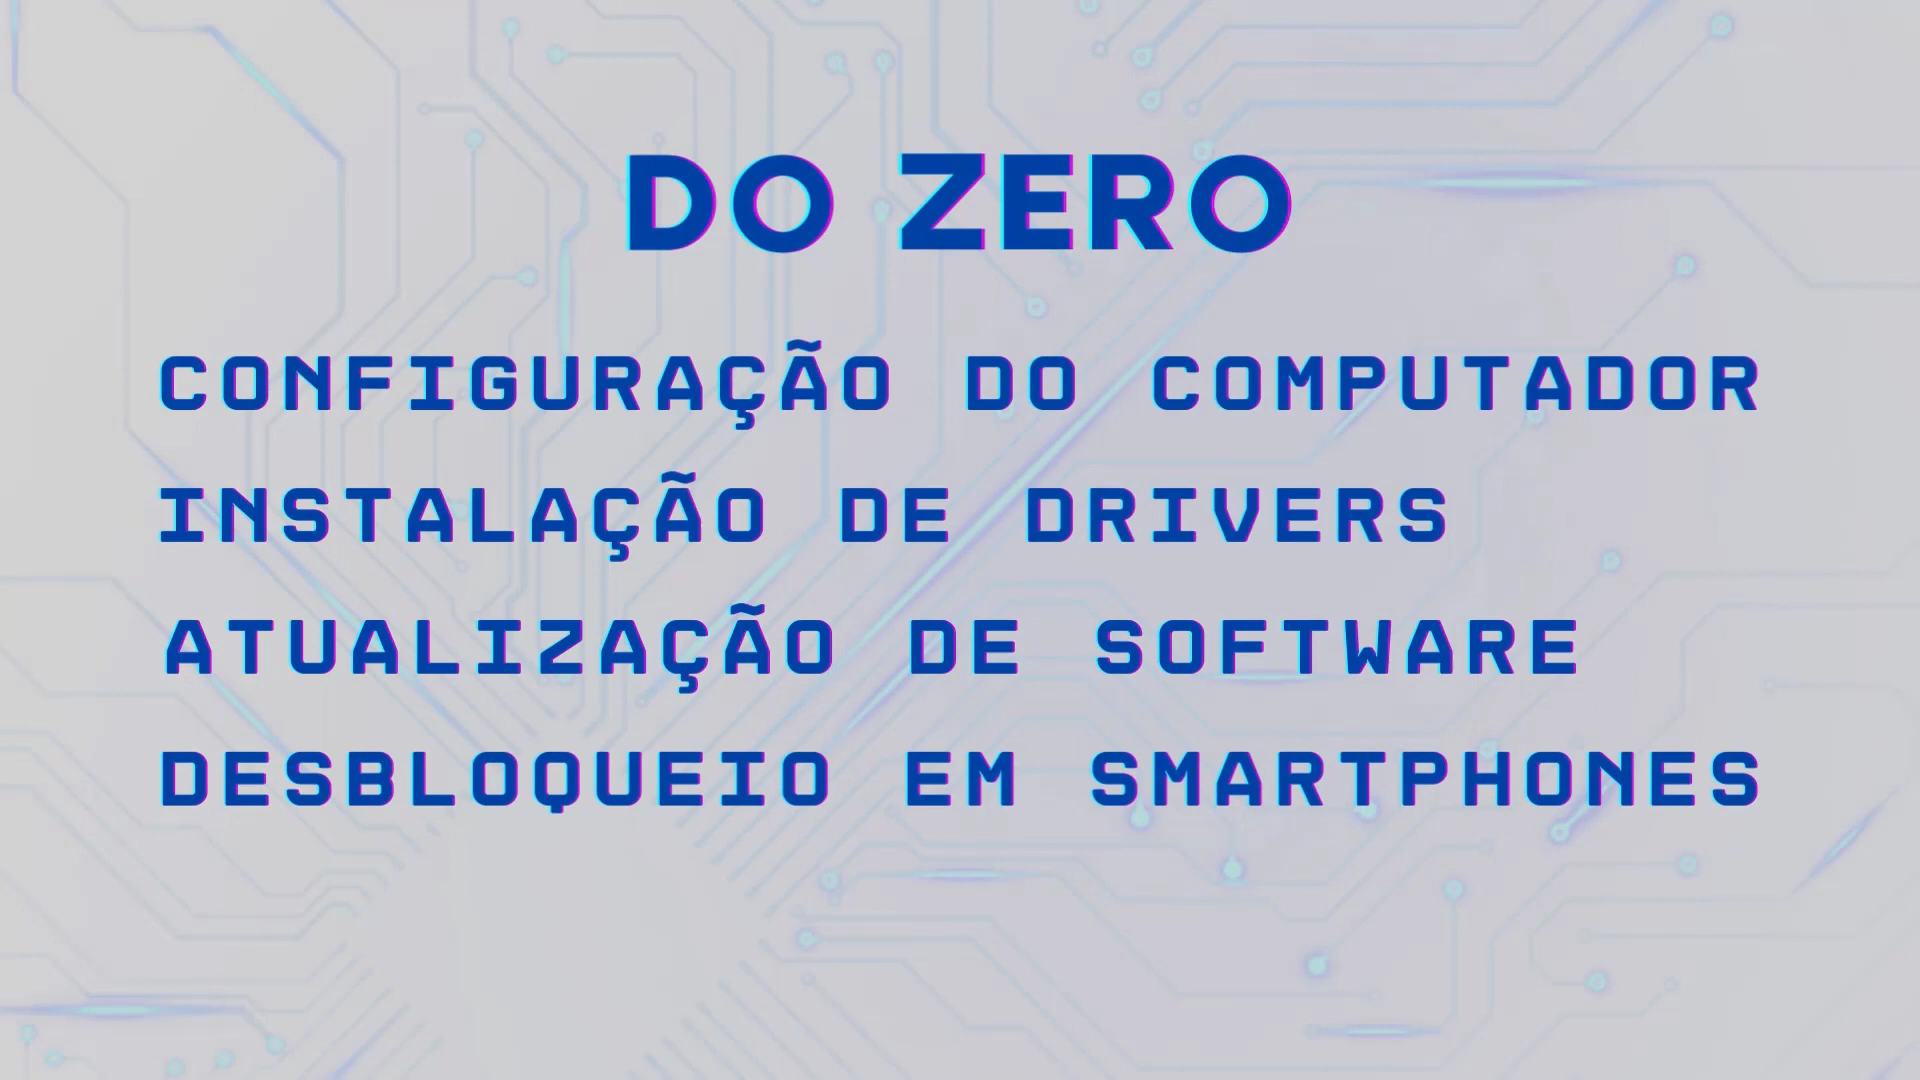 DO ZERO
CONFIGURAÇÃO DO COMPUTADOR
INSTALAÇÃO DE DRIVERS
ATUALIZAÇÃO DE SOFTWARE
DESBLOQUEIO EM SMARTPHONES